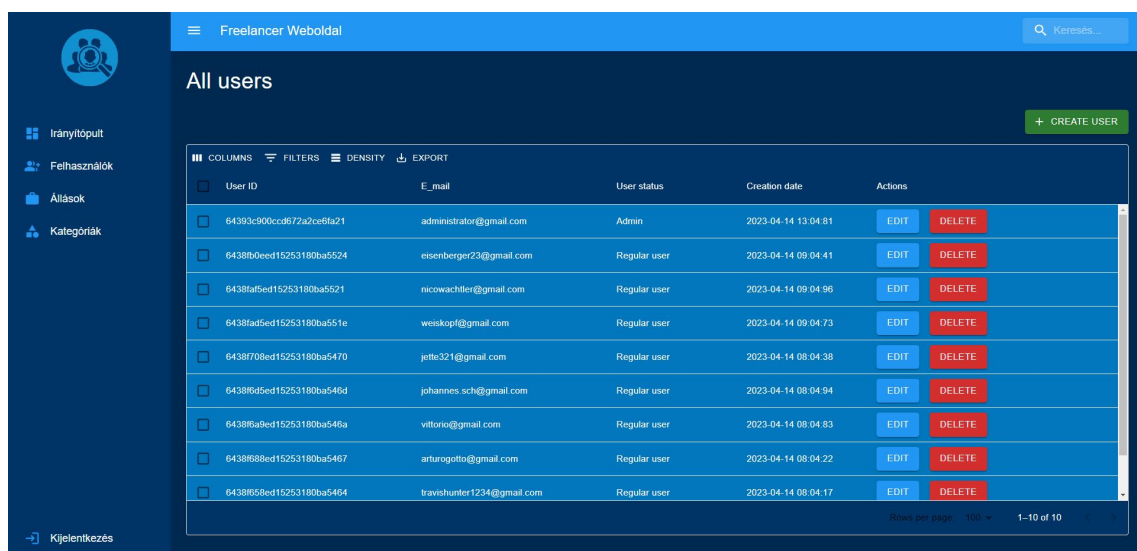 Freelancer Weboldal
Keresés...
All users
Irányítópult
Felhasználók
Állások
Kategóriák
+ CREATE USER
COLUMNS FILTERS DENSITY EXPORT
User ID E_mail User status Creation date Actions
64393c900ccd672a2ce6fa21 administrator@gmail.com Admin 2023-04-14 13:04:81 EDIT DELETE
6438fb0eed15253180ba5524 eisenberger23@gmail.com Regular user 2023-04-14 09:04:41 EDIT DELETE
6438faf5ed15253180ba5521 nicowachtler@gmail.com Regular user 2023-04-14 09:04:96 EDIT DELETE
6438fad5ed15253180ba551e weiskopf@gmail.com Regular user 2023-04-14 09:04:73 EDIT DELETE
6438f708ed15253180ba5470 jette321@gmail.com Regular user 2023-04-14 08:04:38 EDIT DELETE
6438f6d5ed15253180ba546d johannes.sch@gmail.com Regular user 2023-04-14 08:04:94 EDIT DELETE
6438f6a9ed15253180ba546a vittorio@gmail.com Regular user 2023-04-14 08:04:83 EDIT DELETE
6438f688ed15253180ba5467 arturogotto@gmail.com Regular user 2023-04-14 08:04:22 EDIT DELETE
6438f658ed15253180ba5464 travishunter1234@gmail.com Regular user 2023-04-14 08:04:17 EDIT DELETE
Rows per page: 100 1–10 of 10
Kijelentkezés